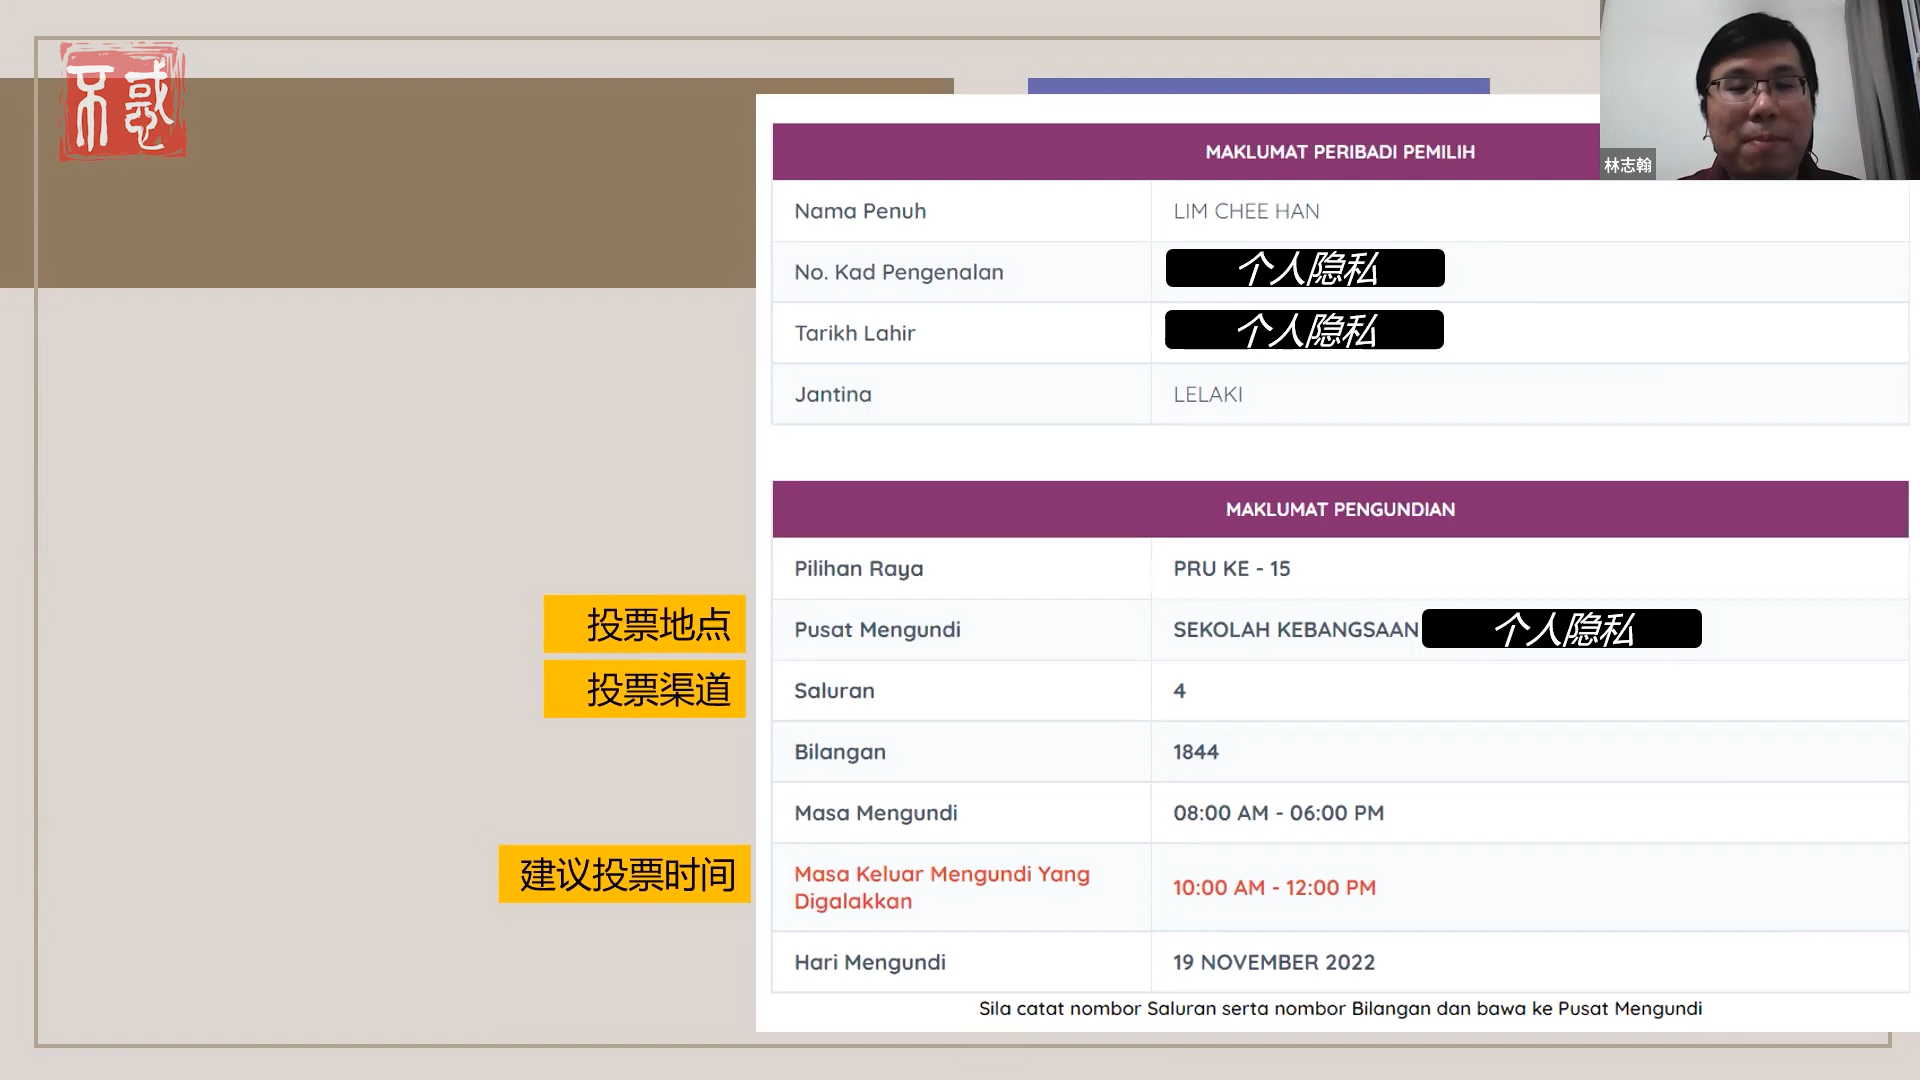 不惑
林志翰
MAKLUMAT PERIBADI PEMILIH
Nama Penuh LIM CHEE HAN
No. Kad Pengenalan 个人隐私
Tarikh Lahir 个人隐私
Jantina LELAKI
MAKLUMAT PENGUNDIAN
Pilihan Raya PRU KE - 15
投票地点 Pusat Mengundi SEKOLAH KEBANGSAAN 个人隐私
投票渠道 Saluran 4
Bilangan 1844
Masa Mengundi 08:00 AM - 06:00 PM
建议投票时间 Masa Keluar Mengundi Yang
Digalakkan 10:00 AM - 12:00 PM
Hari Mengundi 19 NOVEMBER 2022
Sila catat nombor Saluran serta nombor Bilangan dan bawa ke Pusat Mengundi